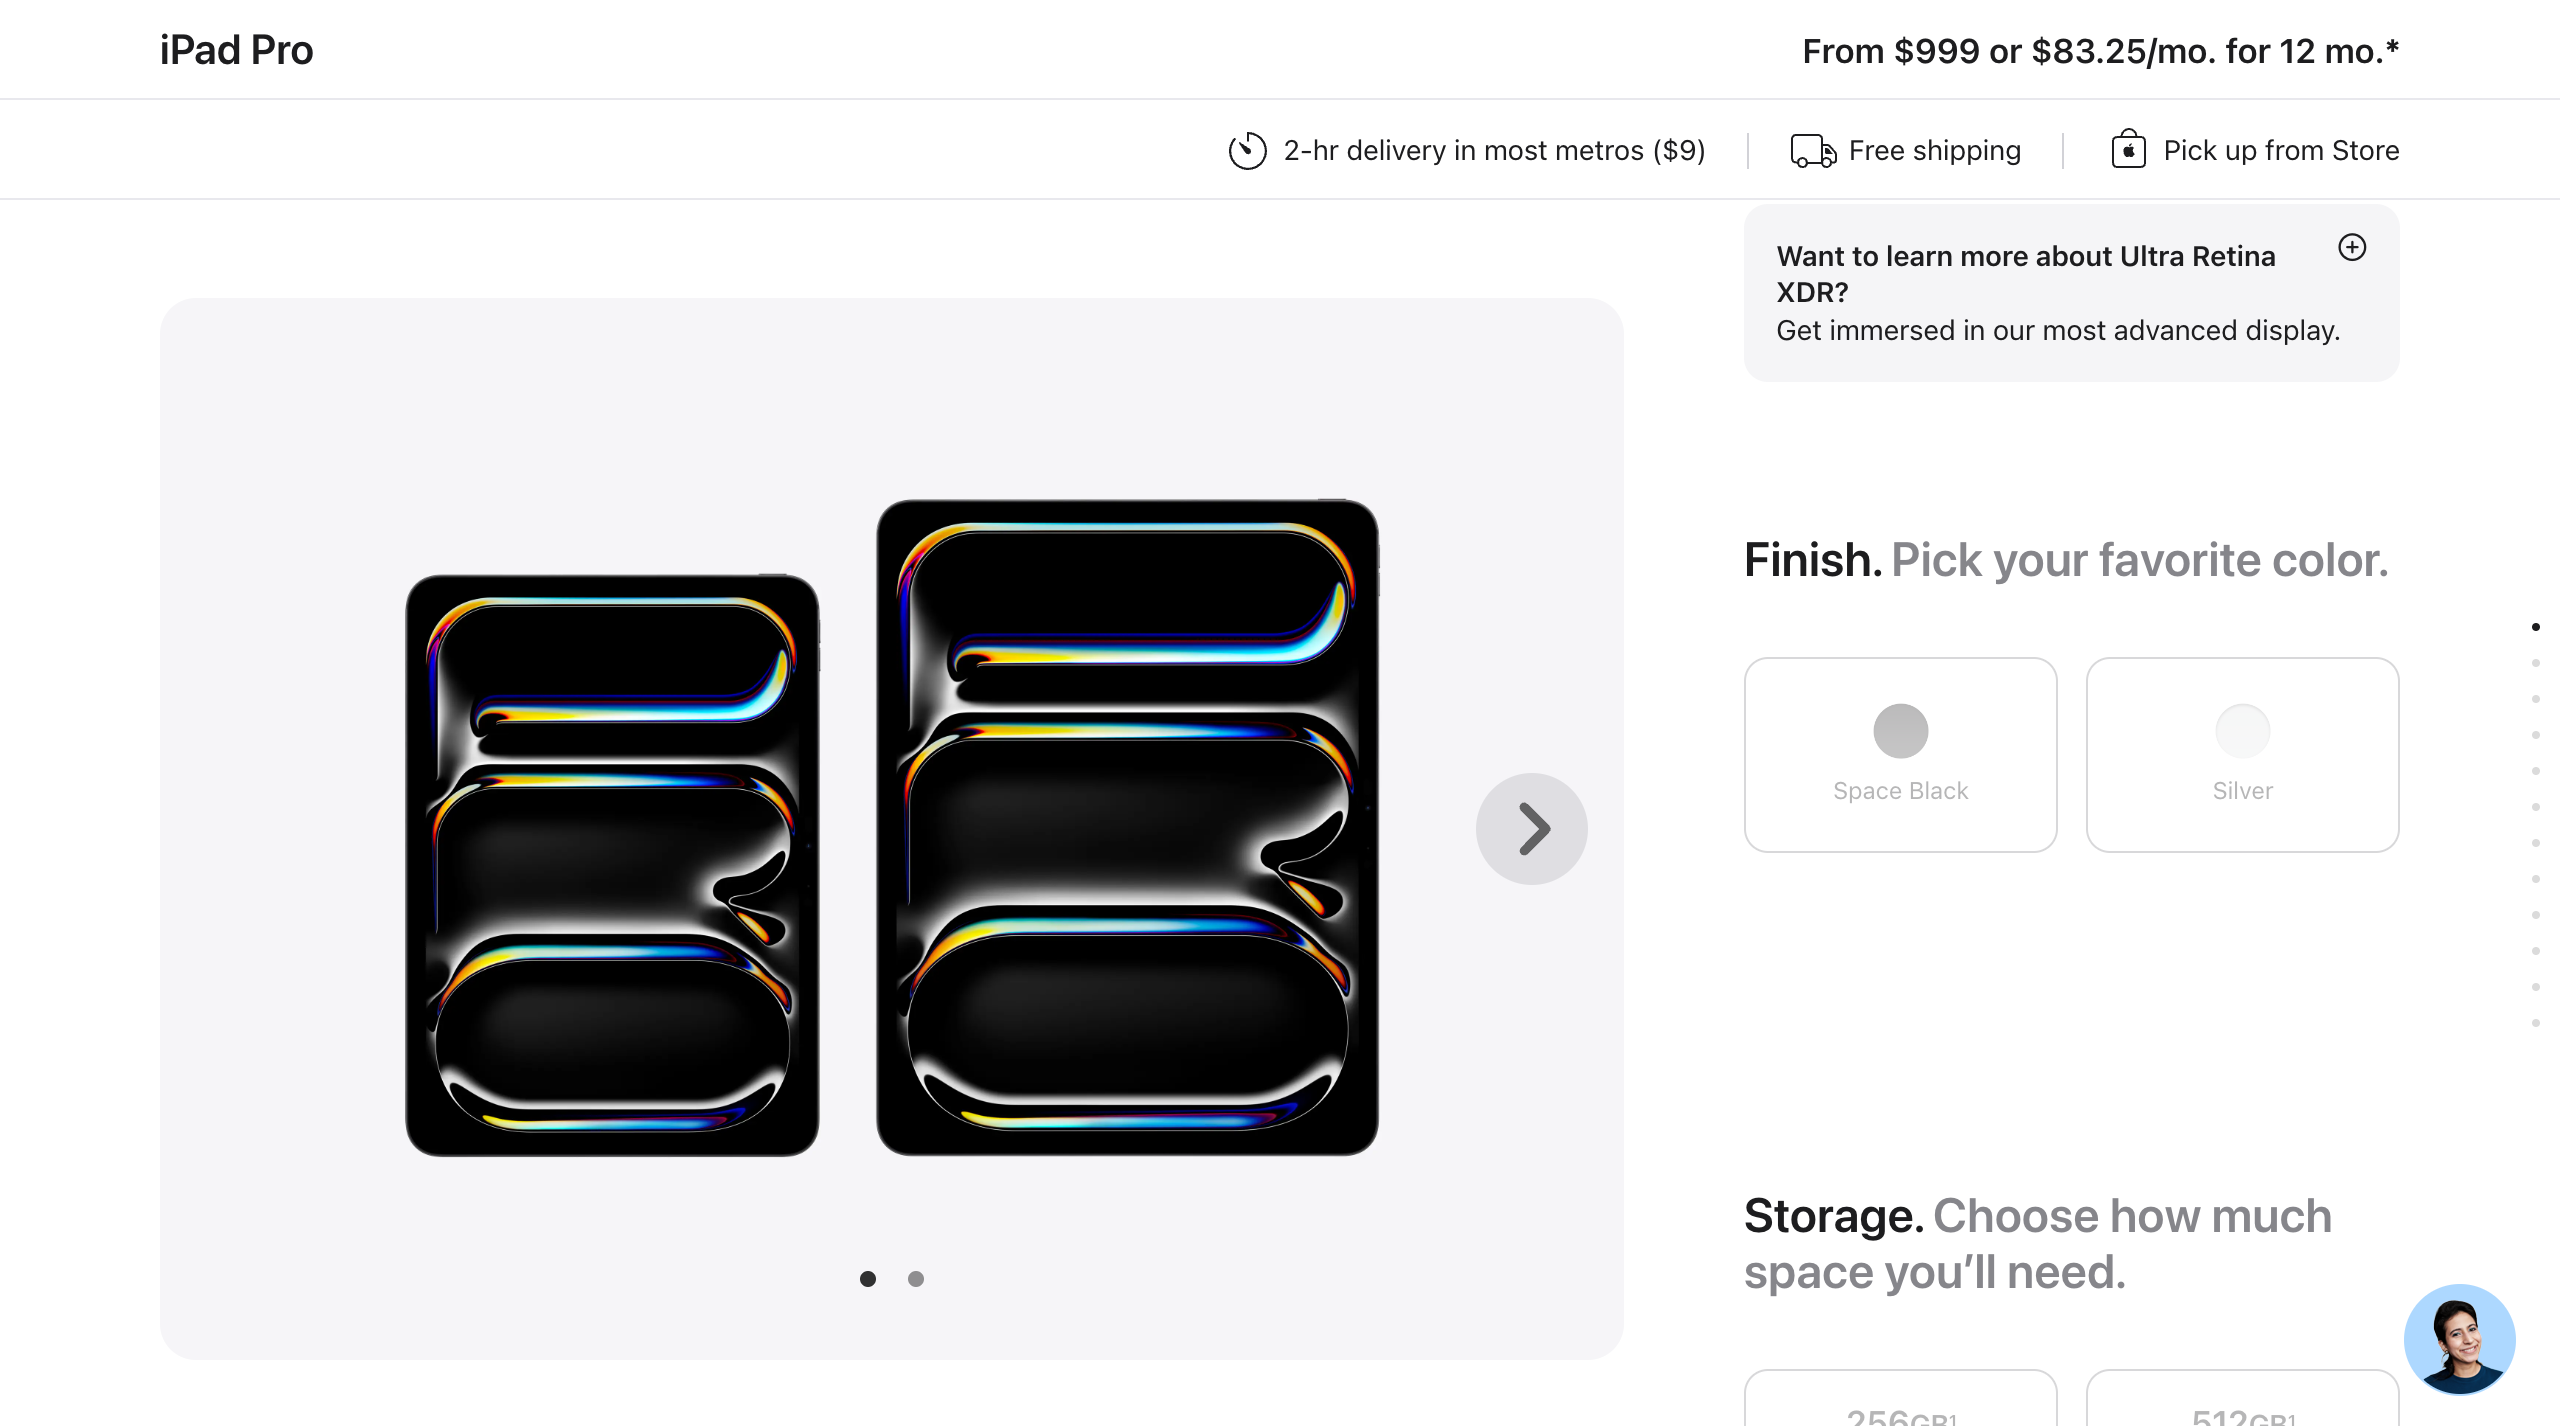 iPad Pro
From $999 or $83.25/mo. for 12 mo.*
2-hr delivery in most metros ($9)
Free shipping
Pick up from Store
Want to learn more about Ultra Retina
XDR?
Get immersed in our most advanced display.
Finish. Pick your favorite color.
Space Black
Silver
Storage. Choose how much
space you’ll need.
256GB¹
512GB¹